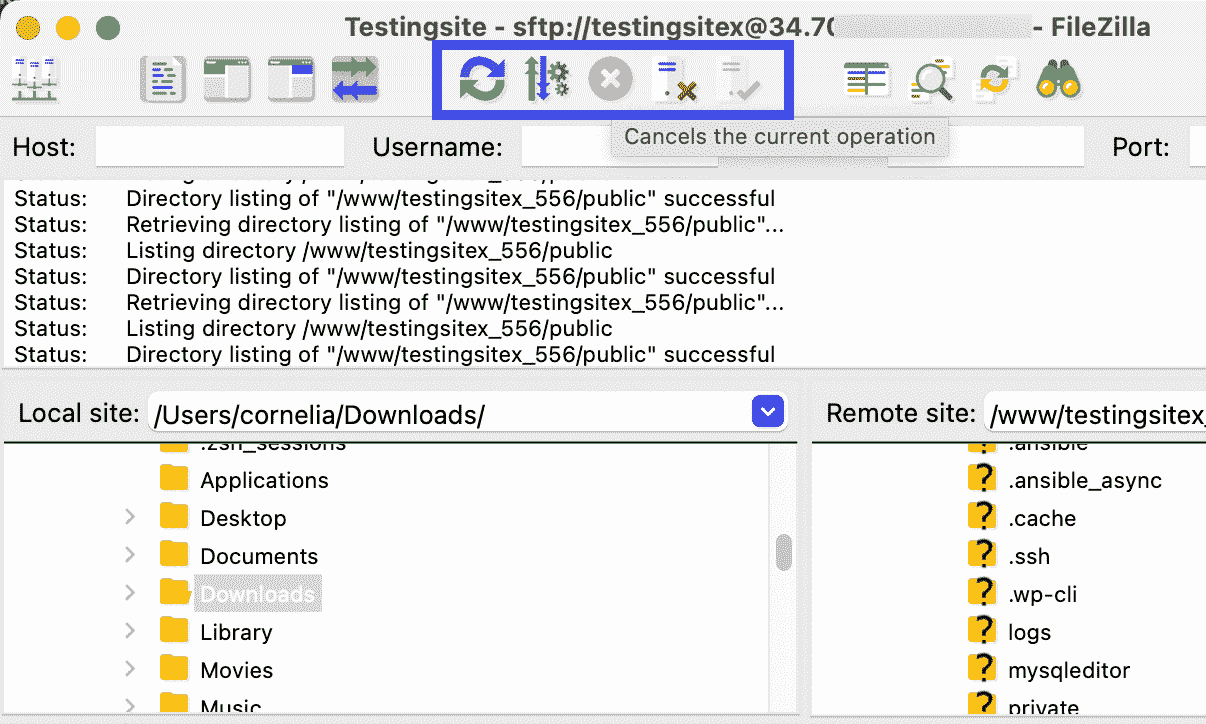 Testingsite - sftp://testingsitex@34.70 - FileZilla
Cancels the current operation
Host: Username: Port:
Status: Directory listing of "/www/testingsitex_556/public" successful
Status: Retrieving directory listing of "/www/testingsitex_556/public"...
Status: Listing directory /www/testingsitex_556/public
Status: Directory listing of "/www/testingsitex_556/public" successful
Status: Retrieving directory listing of "/www/testingsitex_556/public"...
Status: Listing directory /www/testingsitex_556/public
Status: Directory listing of "/www/testingsitex_556/public" successful
Local site: /Users/cornelia/Downloads/
Remote site: /www/testingsitex_
.zsh_sessions
Applications
Desktop
Documents
Downloads
Library
Movies
Music
.ansible
.ansible_async
.cache
.ssh
.wp-cli
logs
mysqleditor
private